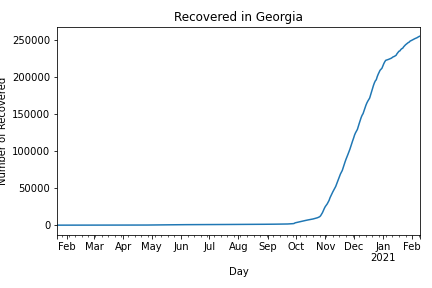 Recovered in Georgia
Number of Recovered
250000
200000
150000
100000
50000
0
Feb Mar Apr May Jun Jul Aug Sep Oct Nov Dec Jan Feb
2021
Day